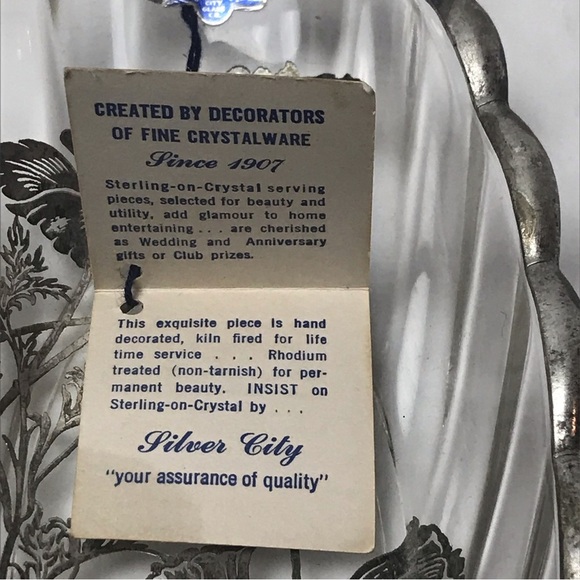 CITY
GLASS
CO.
CREATED BY DECORATORS
OF FINE CRYSTALWARE
Since 1907
Sterling-on-Crystal serving
pieces, selected for beauty and
utility, add glamour to home
entertaining . . . are cherished
as Wedding and Anniversary
gifts or Club prizes.
This exquisite piece is hand
decorated, kiln fired for life
time service . . . Rhodium
treated (non-tarnish) for per-
manent beauty. INSIST on
Sterling-on-Crystal by . . .
Silver City
"your assurance of quality"